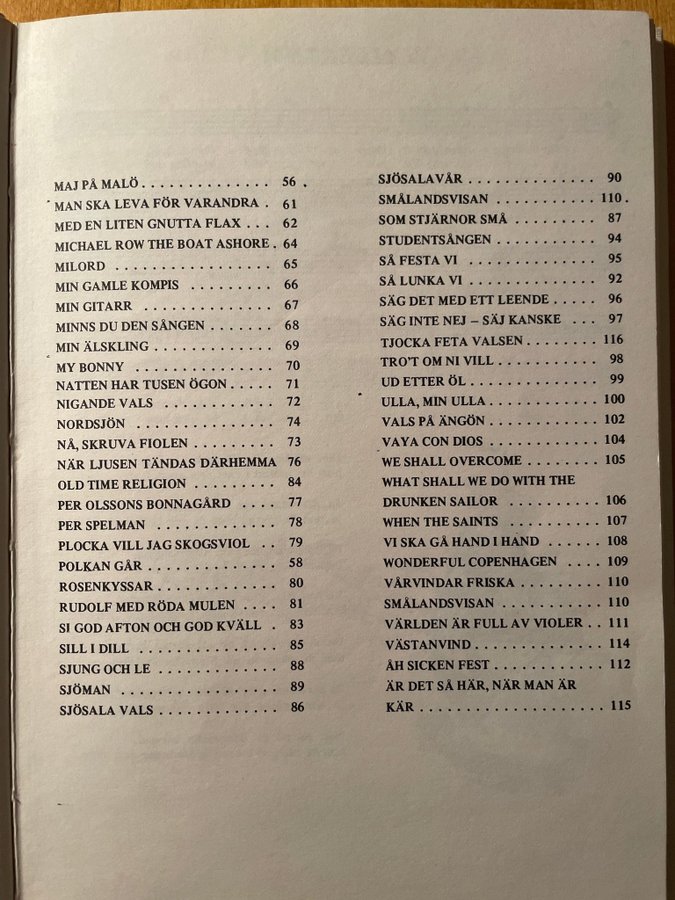 MAJ PÅ MALÖ . . . . . . . . . . . . . . 56
MAN SKA LEVA FÖR VARANDRA . 61
MED EN LITEN GNUTTA FLAX . . . 62
MICHAEL ROW THE BOAT ASHORE . 64
MILORD . . . . . . . . . . . . . . . . . 65
MIN GAMLE KOMPIS . . . . . . . . . 66
MIN GITARR . . . . . . . . . . . . . . 67
MINNS DU DEN SÅNGEN . . . . . . . 68
MIN ÄLSKLING . . . . . . . . . . . . . 69
MY BONNY . . . . . . . . . . . . . . . 70
NATTEN HAR TUSEN ÖGON . . . . . 71
NIGANDE VALS . . . . . . . . . . . . 72
NORDSJÖN . . . . . . . . . . . . . . . 74
NÅ, SKRUVA FIOLEN . . . . . . . . . 73
NÄR LJUSEN TÄNDAS DÄRHEMMA 76
OLD TIME RELIGION . . . . . . . . . 84
PER OLSSONS BONNAGÅRD . . . . 77
PER SPELMAN . . . . . . . . . . . . . 78
PLOCKA VILL JAG SKOGSVIOL . . 79
POLKAN GÅR . . . . . . . . . . . . . . 58
ROSENKYSSAR . . . . . . . . . . . . . 80
RUDOLF MED RÖDA MULEN . . . . 81
SI GOD AFTON OCH GOD KVÄLL . 83
SILL I DILL . . . . . . . . . . . . . . . 85
SJUNG OCH LE . . . . . . . . . . . . . 88
SJÖMAN . . . . . . . . . . . . . . . . . 89
SJÖSALA VALS . . . . . . . . . . . . . 86
SJÖSALAVÅR . . . . . . . . . . . . . . 90
SMÅLANDSVISAN . . . . . . . . . . . 110
SOM STJÄRNOR SMÅ . . . . . . . . . 87
STUDENTSÅNGEN . . . . . . . . . . . 94
SÅ FESTA VI . . . . . . . . . . . . . . 95
SÅ LUNKA VI . . . . . . . . . . . . . . 92
SÄG DET MED ETT LEENDE . . . . . 96
SÄG INTE NEJ – SÄJ KANSKE . . . 97
TJOCKA FETA VALSEN . . . . . . . . 116
TRO'T OM NI VILL . . . . . . . . . . . 98
UD ETTER ÖL . . . . . . . . . . . . . . 99
ULLA, MIN ULLA . . . . . . . . . . . . 100
VALS PÅ ÄNGÖN . . . . . . . . . . . . 102
VAYA CON DIOS . . . . . . . . . . . . 104
WE SHALL OVERCOME . . . . . . . . 105
WHAT SHALL WE DO WITH THE
DRUNKEN SAILOR . . . . . . . . . . 106
WHEN THE SAINTS . . . . . . . . . . 107
VI SKA GÅ HAND I HAND . . . . . . 108
WONDERFUL COPENHAGEN . . . . 109
VÅRVINDAR FRISKA . . . . . . . . . 110
SMÅLANDSVISAN . . . . . . . . . . . 110
VÄRLDEN ÄR FULL AV VIOLER . . 111
VÄSTANVIND . . . . . . . . . . . . . . 114
ÅH SICKEN FEST . . . . . . . . . . . . 112
ÄR DET SÅ HÄR, NÄR MAN ÄR
KÄR . . . . . . . . . . . . . . . . . . . . 115